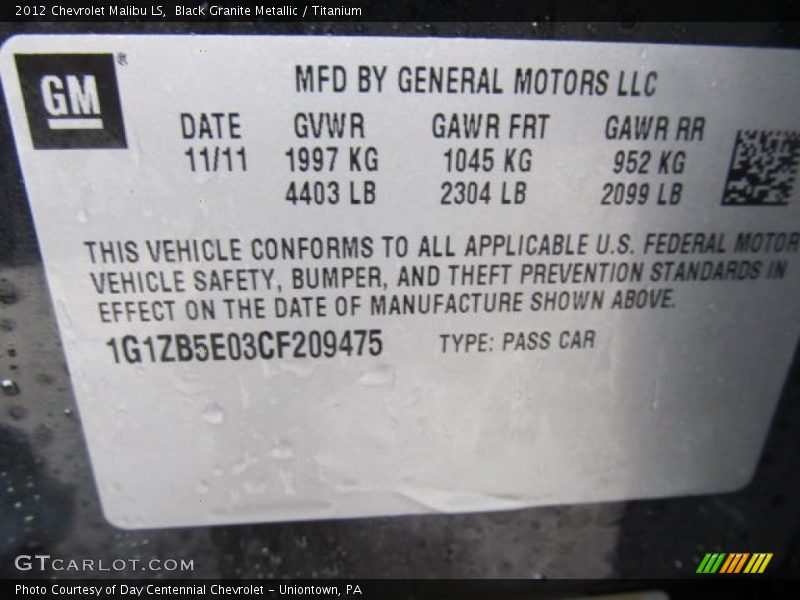 2012 Chevrolet Malibu LS, Black Granite Metallic / Titanium
GM ®
MFD BY GENERAL MOTORS LLC
DATE GVWR GAWR FRT GAWR RR
11/11 1997 KG 1045 KG 952 KG
4403 LB 2304 LB 2099 LB
THIS VEHICLE CONFORMS TO ALL APPLICABLE U.S. FEDERAL MOTOR
VEHICLE SAFETY, BUMPER, AND THEFT PREVENTION STANDARDS IN
EFFECT ON THE DATE OF MANUFACTURE SHOWN ABOVE.
1G1ZB5E03CF209475 TYPE: PASS CAR
GTCARLOT.COM
Photo Courtesy of Day Centennial Chevrolet - Uniontown, PA